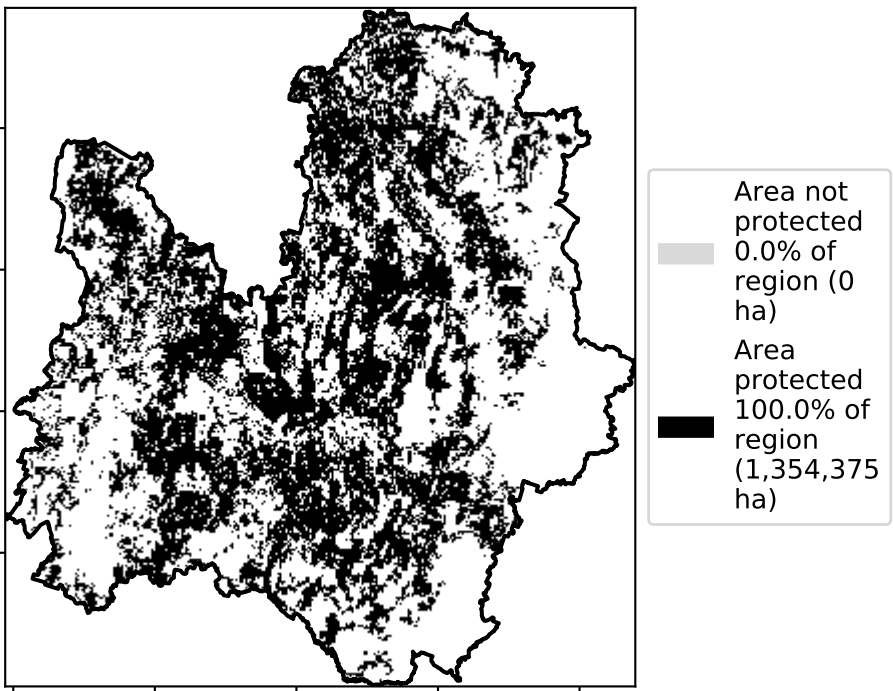 Area not
protected
0.0% of
region (0
ha)
Area
protected
100.0% of
region
(1,354,375
ha)